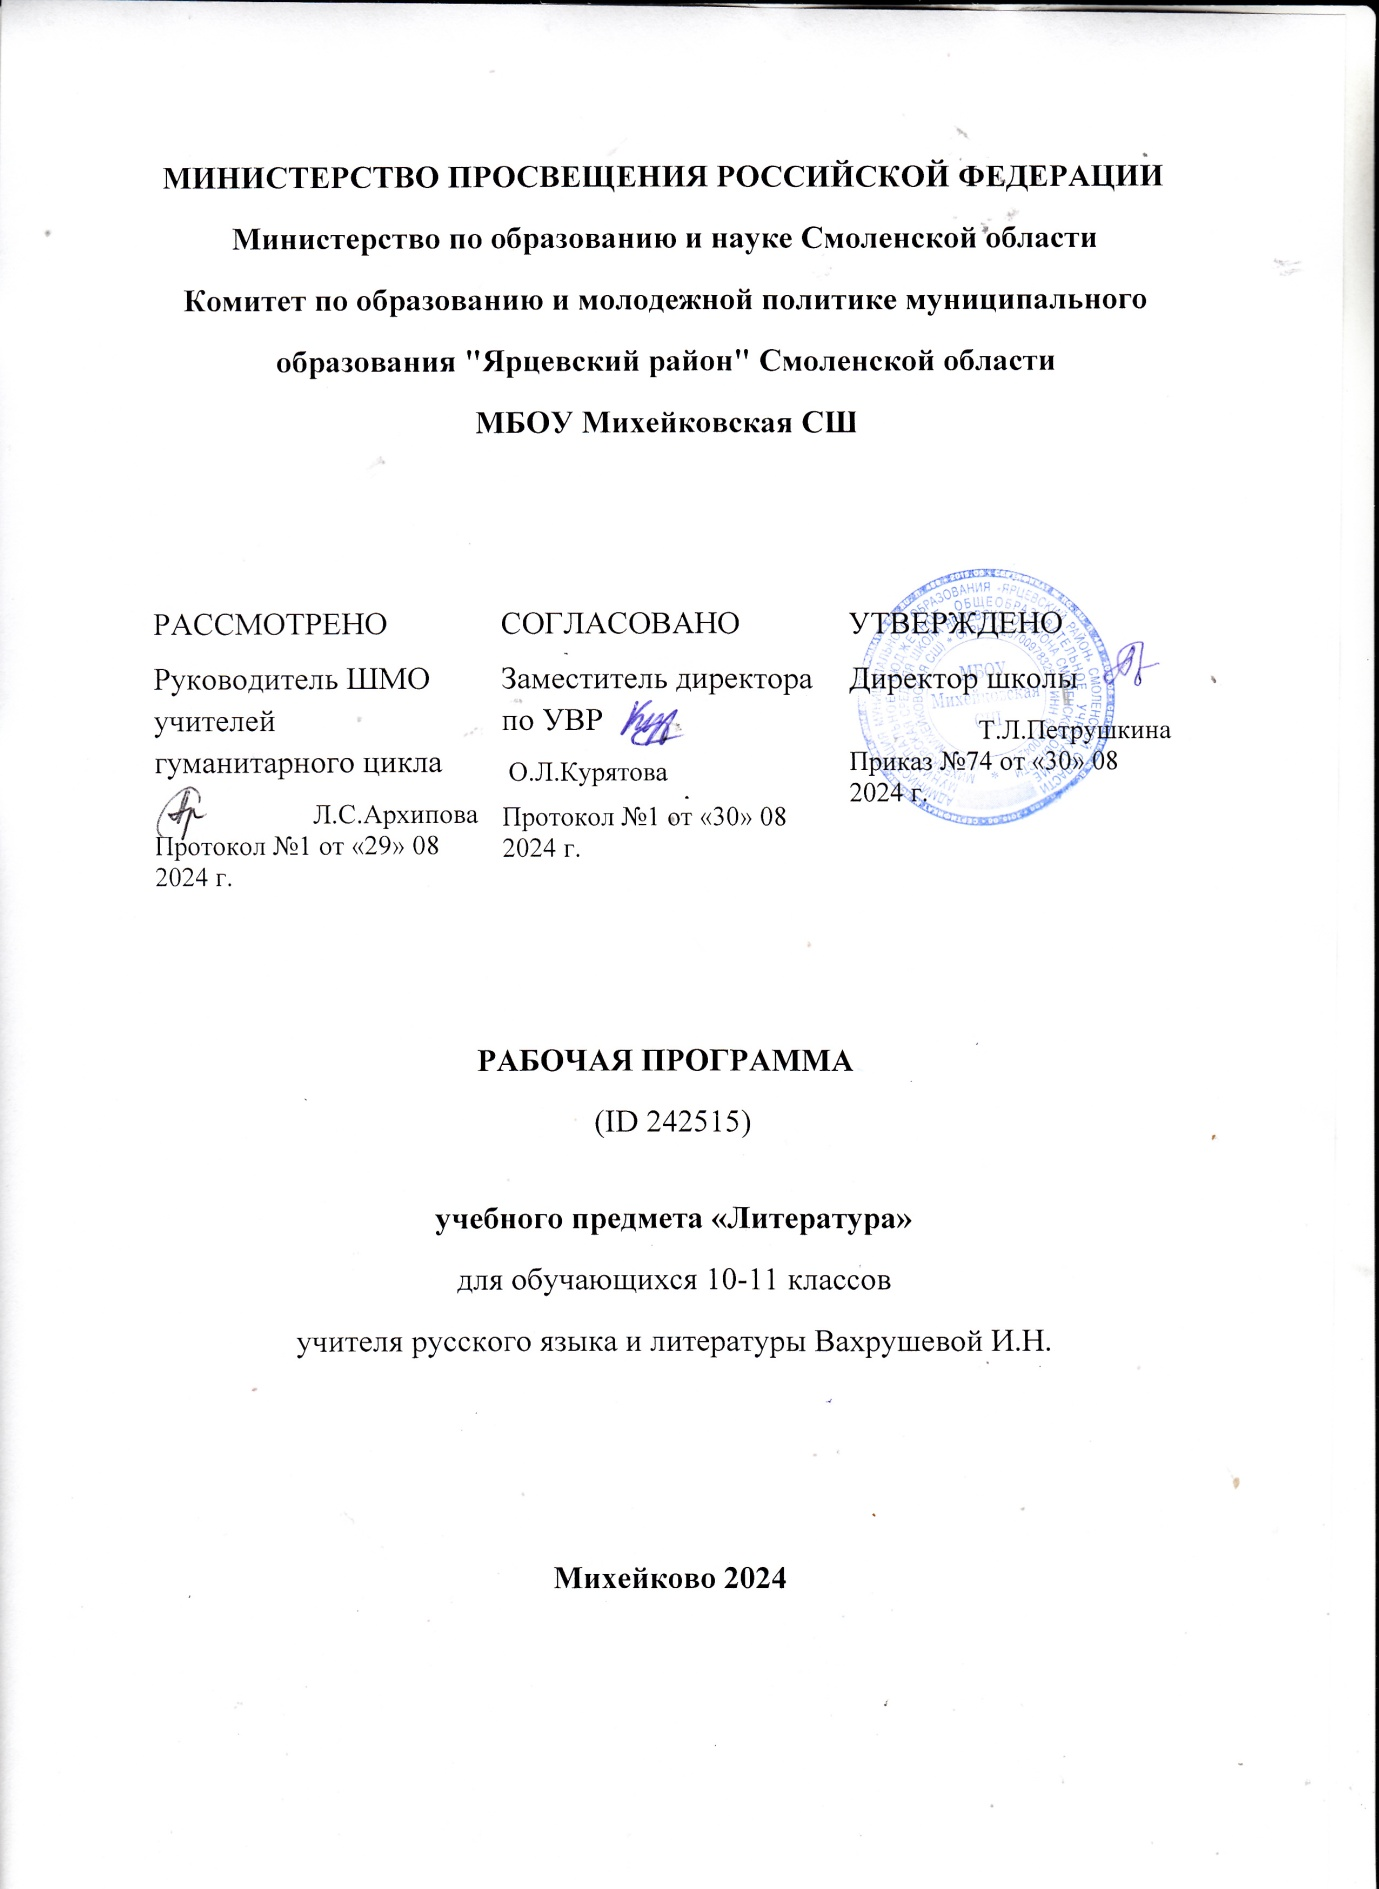 МИНИСТЕРСТВО ПРОСВЕЩЕНИЯ РОССИЙСКОЙ ФЕДЕРАЦИИ
Министерство по образованию и науке Смоленской области
Комитет по образованию и молодежной политике муниципального
образования "Ярцевский район" Смоленской области
МБОУ Михейковская СШ
РАССМОТРЕНО
Руководитель ШМО
учителей
гуманитарного цикла
Л.С.Архипова
Протокол №1 от «29» 08
2024 г.
СОГЛАСОВАНО
Заместитель директора
по УВР
О.Л.Курятова
Протокол №1 от «30» 08
2024 г.
УТВЕРЖДЕНО
Директор школы
Т.Л.Петрушкина
Приказ №74 от «30» 08
2024 г.
МБОУ
Михейковская
СШ
РАБОЧАЯ ПРОГРАММА
(ID 242515)
учебного предмета «Литература»
для обучающихся 10-11 классов
учителя русского языка и литературы Вахрушевой И.Н.
Михейково 2024